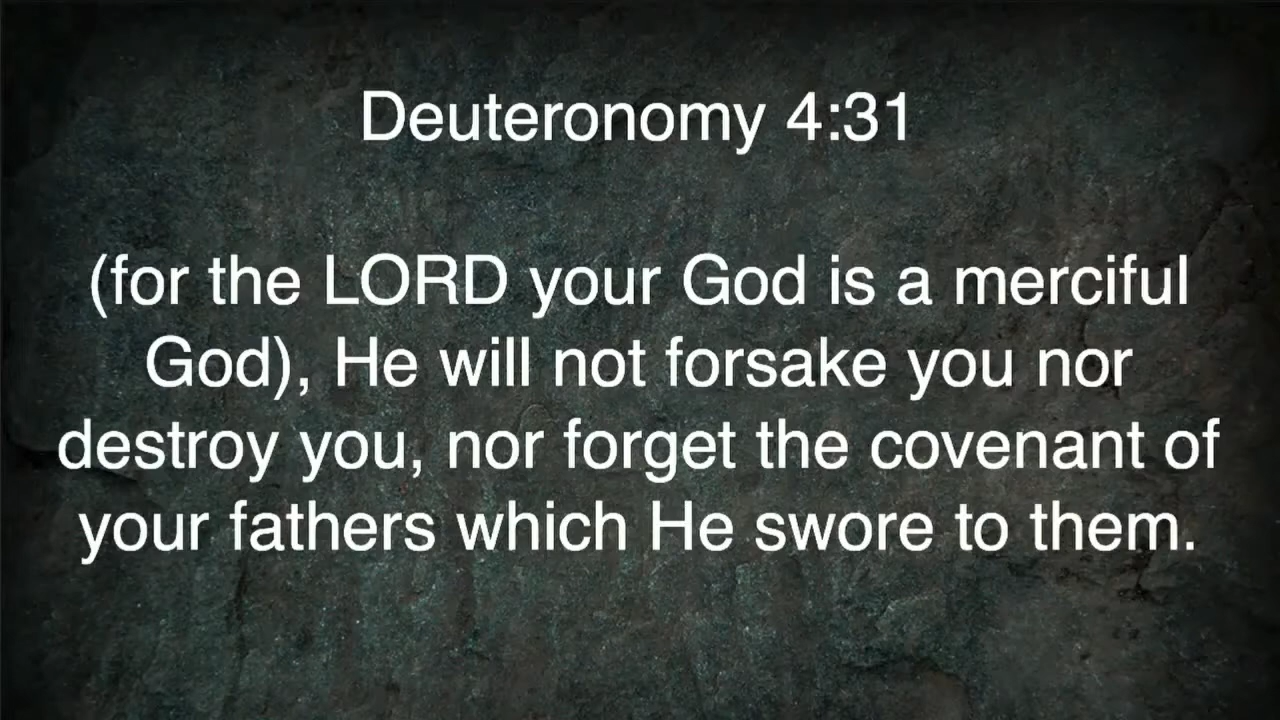 Deuteronomy 4:31
(for the LORD your God is a merciful
God), He will not forsake you nor
destroy you, nor forget the covenant of
your fathers which He swore to them.